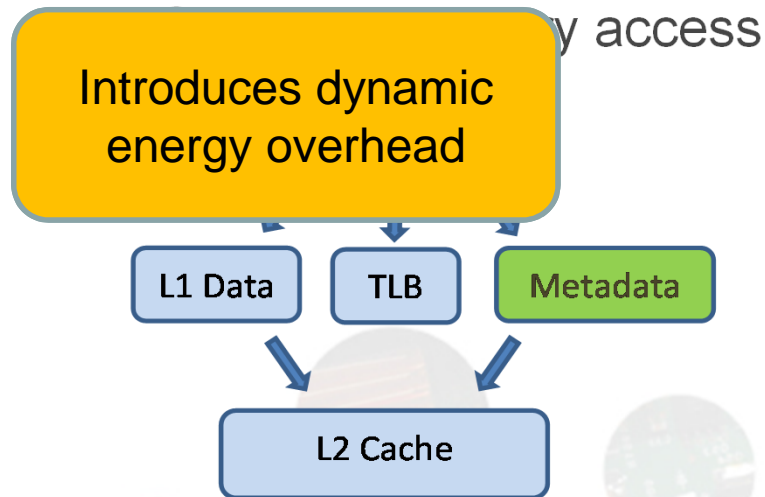 y access
Introduces dynamic
energy overhead
L1 Data
TLB
Metadata
L2 Cache